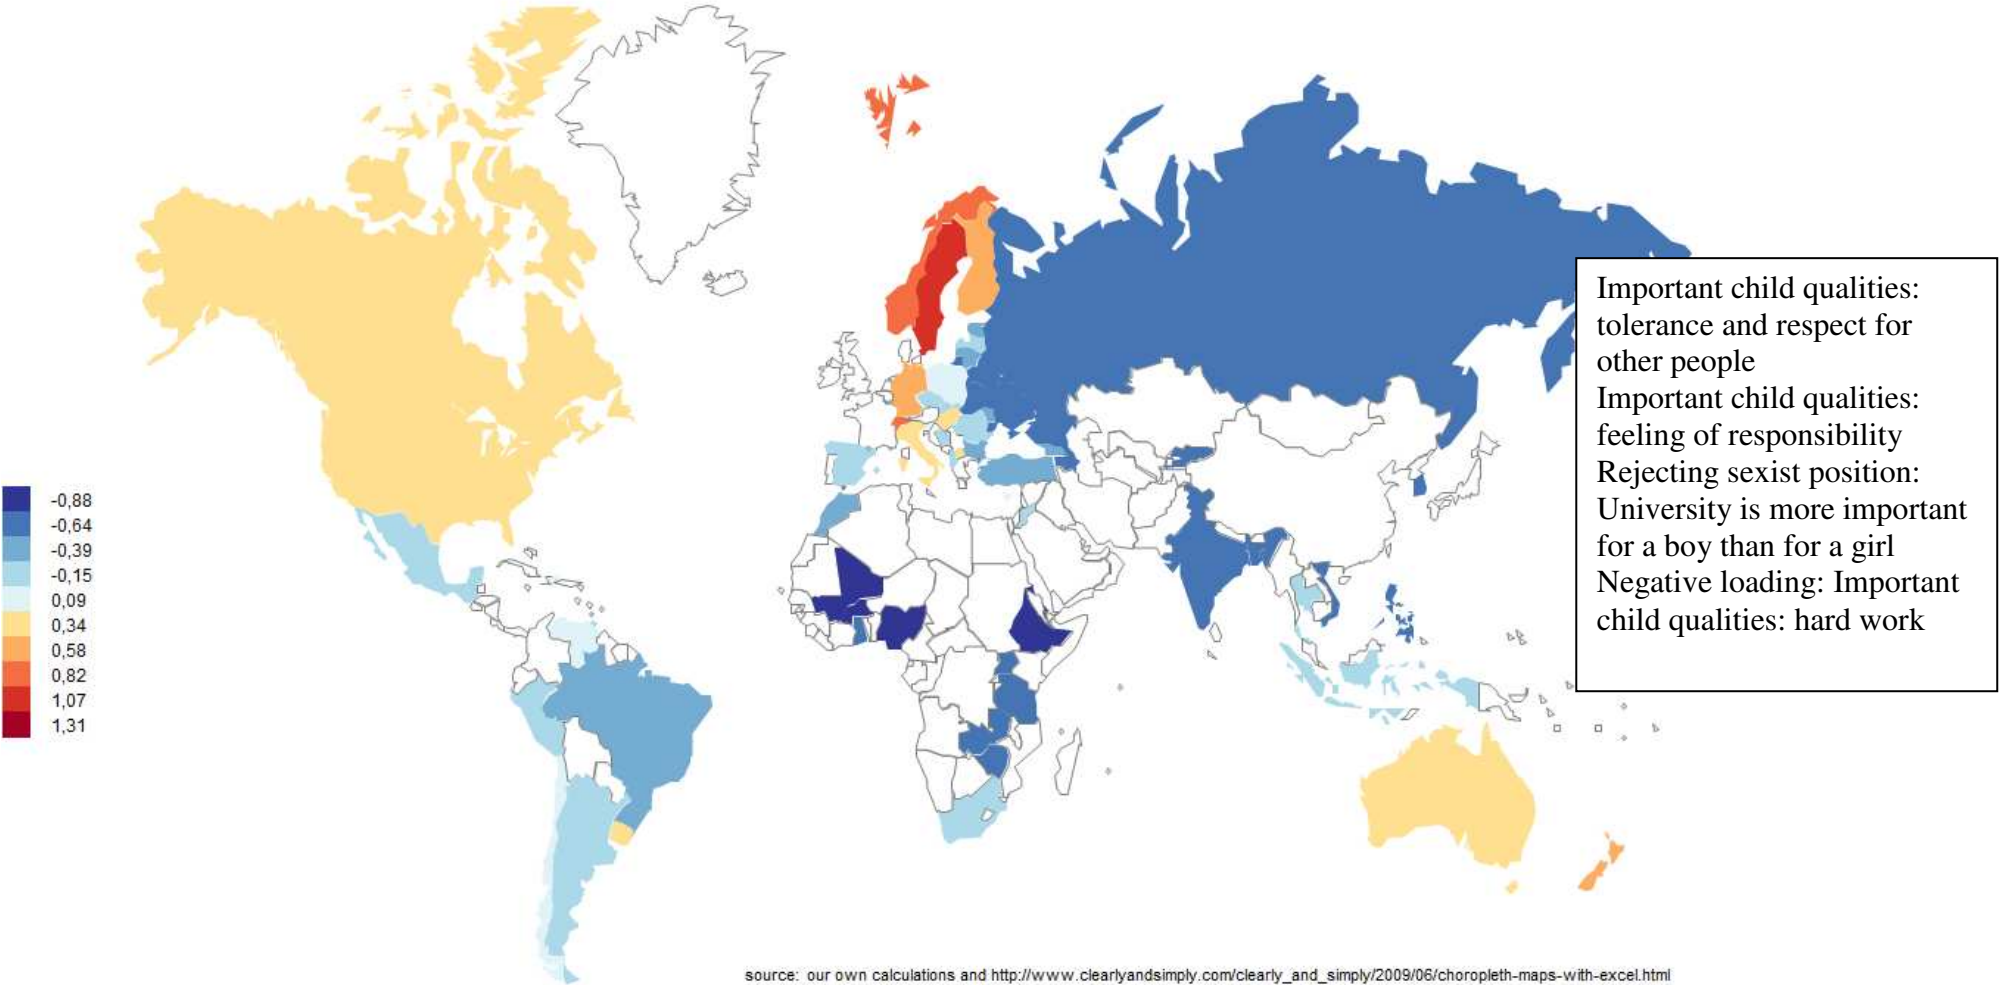 -0,88
-0,64
-0,39
-0,15
0,09
0,34
0,58
0,82
1,07
1,31
Important child qualities:
tolerance and respect for
other people
Important child qualities:
feeling of responsibility
Rejecting sexist position:
University is more important
for a boy than for a girl
Negative loading: Important
child qualities: hard work
source: our own calculations and http://www.clearlyandsimply.com/clearly_and_simply/2009/06/choropleth-maps-with-excel.html